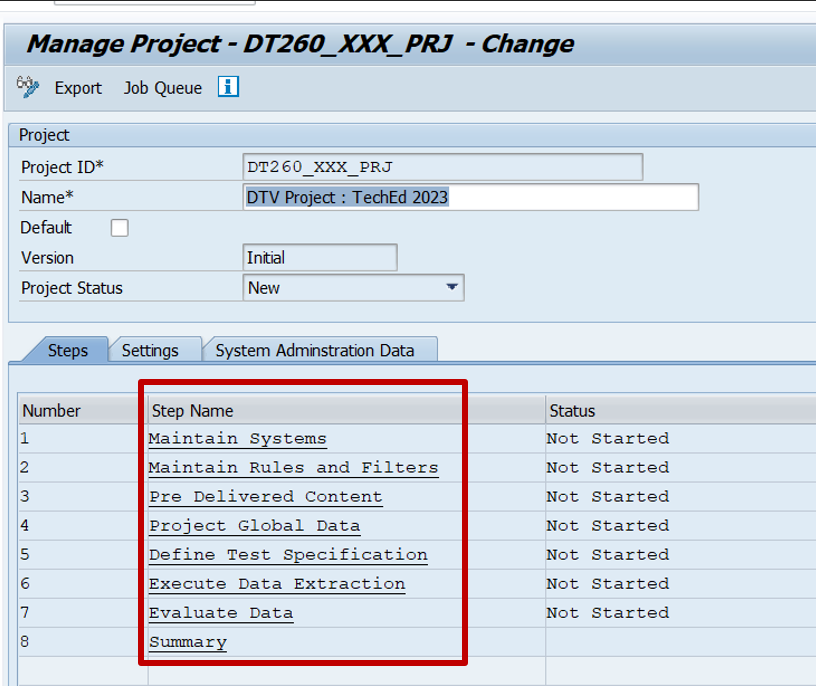 Manage Project - DT260_XXX_PRJ - Change
Export Job Queue i
Project
Project ID* DT260_XXX_PRJ
Name* DTV Project : TechEd 2023
Default
Version Initial
Project Status New
Steps Settings System Adminstration Data
Number Step Name Status
1 Maintain Systems Not Started
2 Maintain Rules and Filters Not Started
3 Pre Delivered Content Not Started
4 Project Global Data Not Started
5 Define Test Specification Not Started
6 Execute Data Extraction Not Started
7 Evaluate Data Not Started
8 Summary